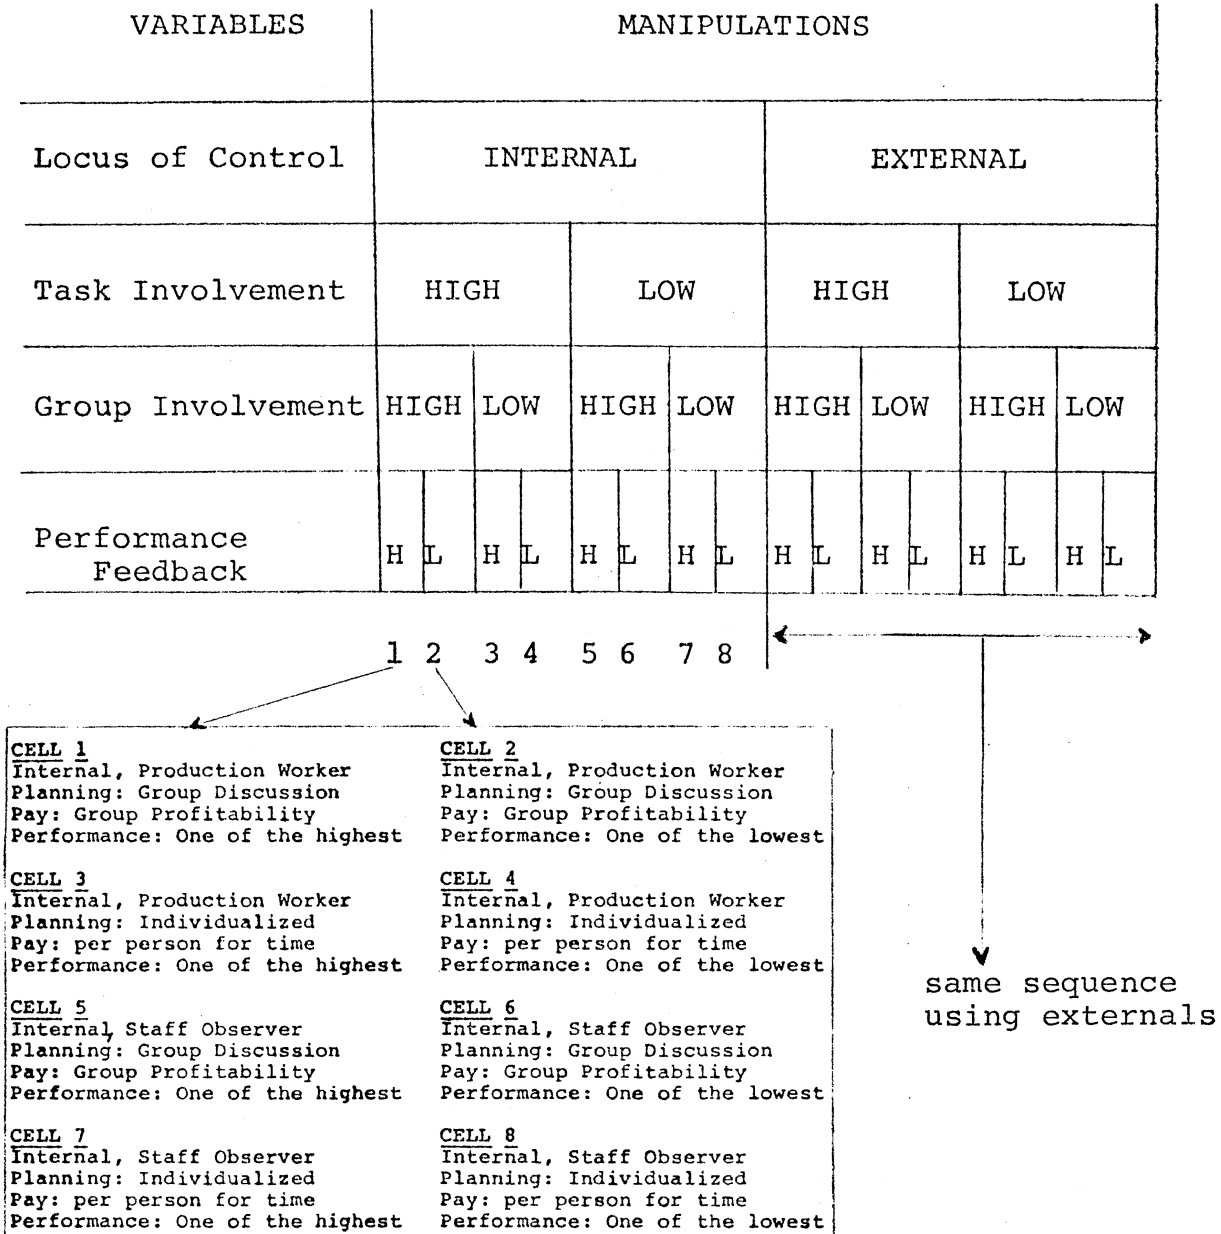 VARIABLES MANIPULATIONS
Locus of Control INTERNAL EXTERNAL
Task Involvement HIGH LOW HIGH LOW
Group Involvement HIGH LOW HIGH LOW HIGH LOW HIGH LOW
Performance
Feedback H L H L H L H L H L H L H L H L
1 2 3 4 5 6 7 8
CELL 1
Internal, Production Worker
Planning: Group Discussion
Pay: Group Profitability
Performance: One of the highest
CELL 2
Internal, Production Worker
Planning: Group Discussion
Pay: Group Profitability
Performance: One of the lowest
CELL 3
Internal, Production Worker
Planning: Individualized
Pay: per person for time
Performance: One of the highest
CELL 4
Internal, Production Worker
Planning: Individualized
Pay: per person for time
Performance: One of the lowest
CELL 5
Internal, Staff Observer
Planning: Group Discussion
Pay: Group Profitability
Performance: One of the highest
CELL 6
Internal, Staff Observer
Planning: Group Discussion
Pay: Group Profitability
Performance: One of the lowest
CELL 7
Internal, Staff Observer
Planning: Individualized
Pay: per person for time
Performance: One of the highest
CELL 8
Internal, Staff Observer
Planning: Individualized
Pay: per person for time
Performance: One of the lowest
same sequence
using externals